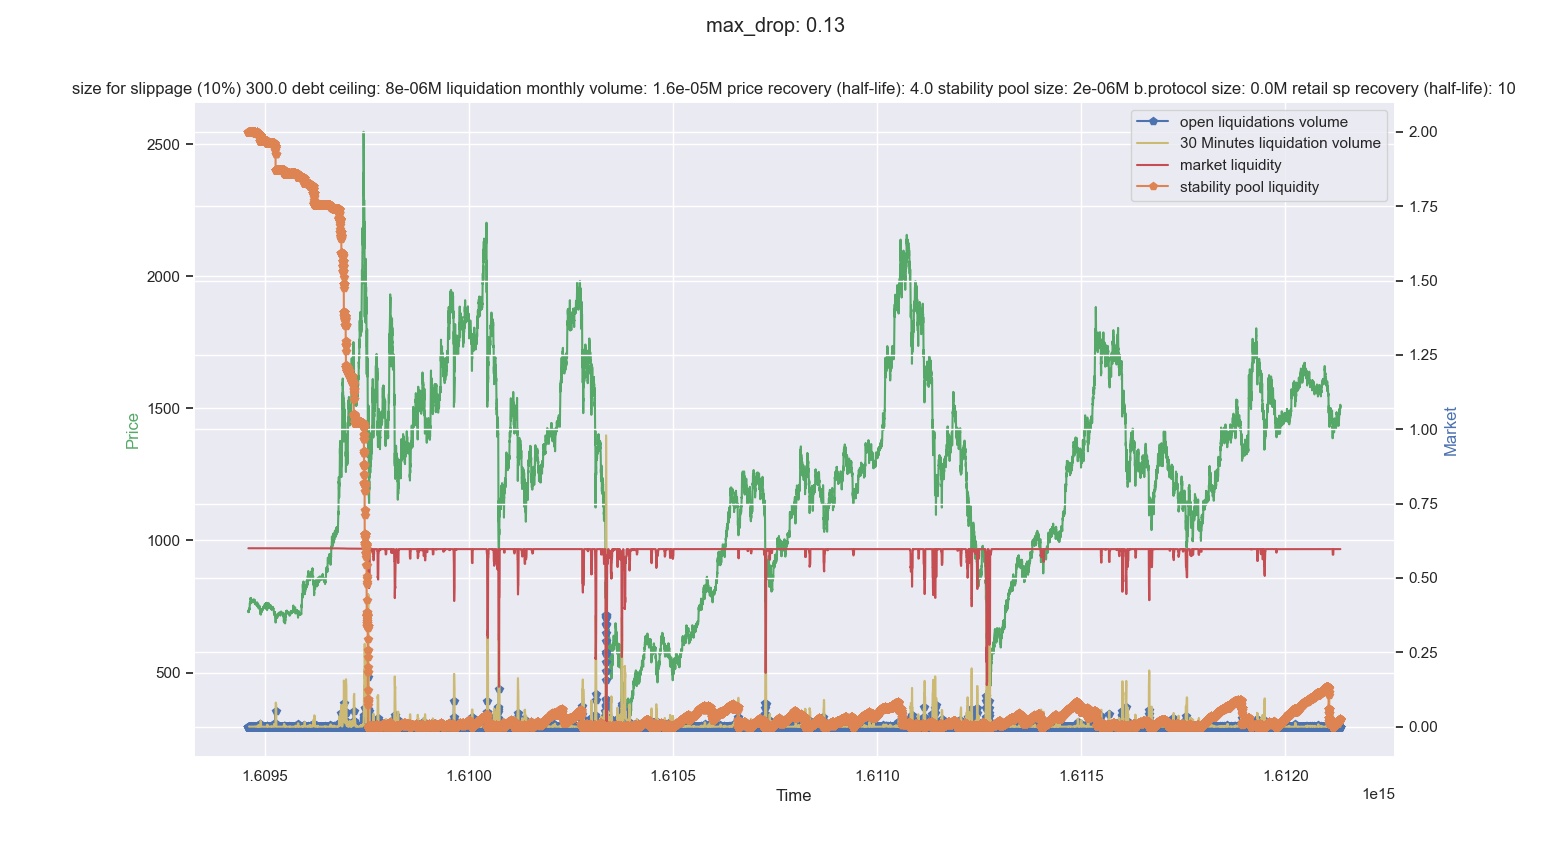 max_drop: 0.13
size for slippage (10%) 300.0 debt ceiling: 8e-06M liquidation monthly volume: 1.6e-05M price recovery (half-life): 4.0 stability pool size: 2e-06M b.protocol size: 0.0M retail sp recovery (half-life): 10
open liquidations volume
30 Minutes liquidation volume
market liquidity
stability pool liquidity
2500
2000
1500
1000
500
Price
2.00
1.75
1.50
1.25
1.00
0.75
0.50
0.25
0.00
Market
1.6095 1.6100 1.6105 1.6110 1.6115 1.6120
1e15
Time